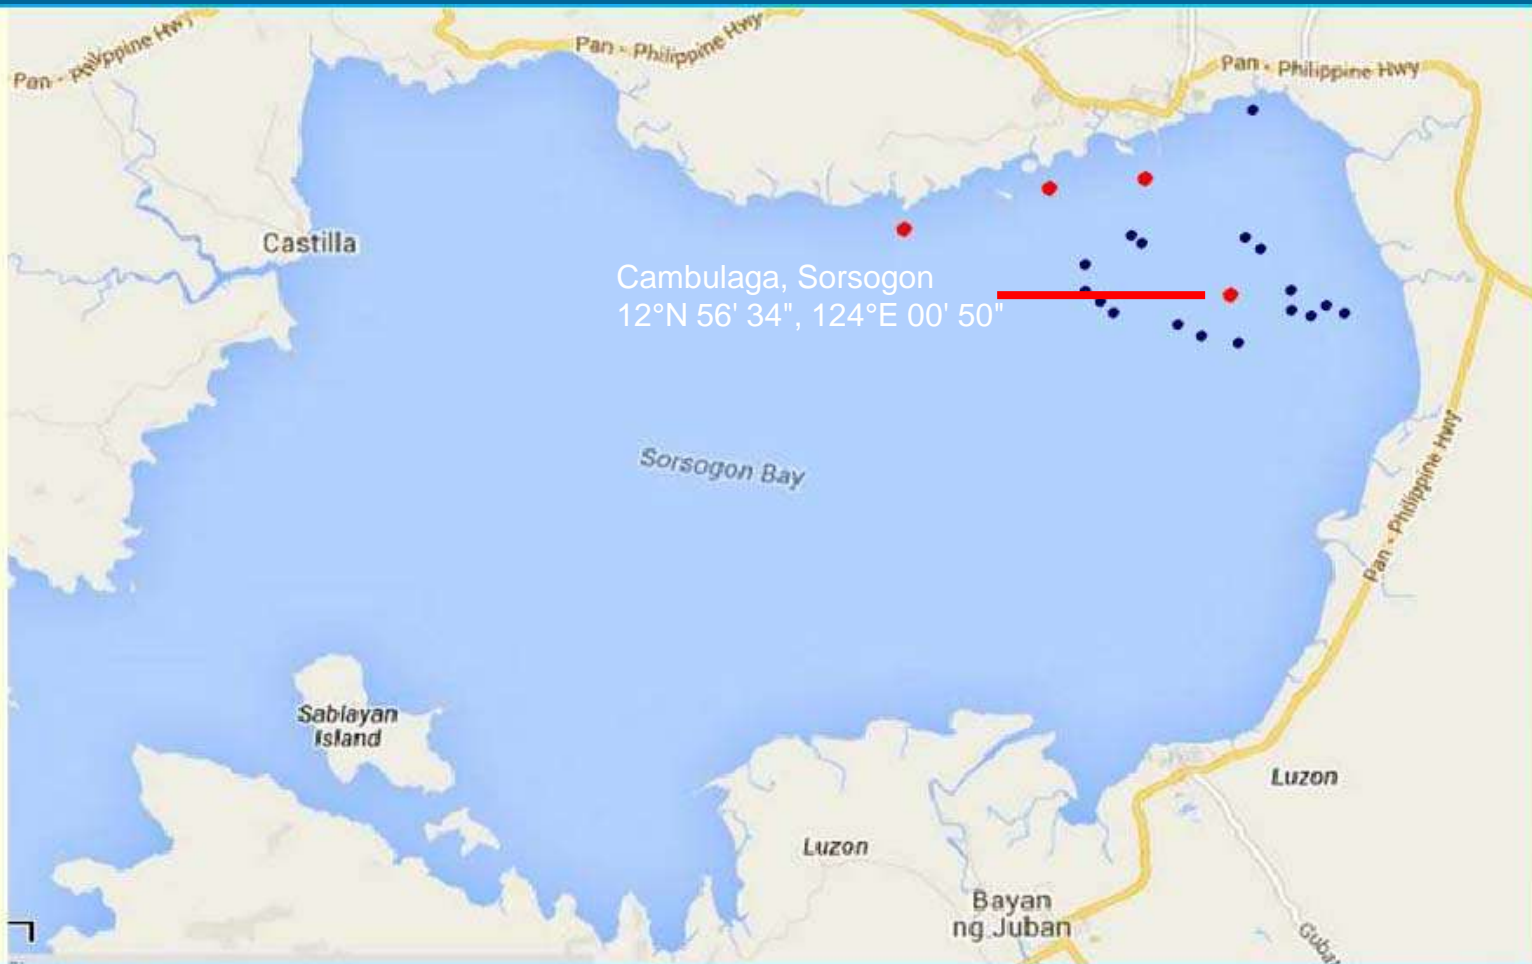 Pan - Philippine Hwy
Pan - Philippine Hwy
Pan - Philippine Hwy
Castilla
Cambulaga, Sorsogon
12°N 56' 34", 124°E 00' 50"
Sorsogon Bay
Pan - Philippine Hwy
Sablayan
Island
Luzon
Luzon
Bayan
ng Juban